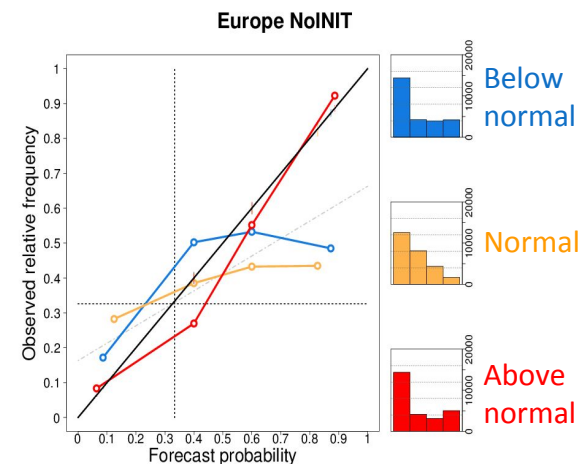 Europe NoINIT
Observed relative frequency
1
0.9
0.8
0.7
0.6
0.5
0.4
0.3
0.2
0.1
0
0 0.1 0.2 0.3 0.4 0.5 0.6 0.7 0.8 0.9 1
Forecast probability
0 10000 20000
Below
normal
0 10000 20000
Normal
0 10000 20000
Above
normal